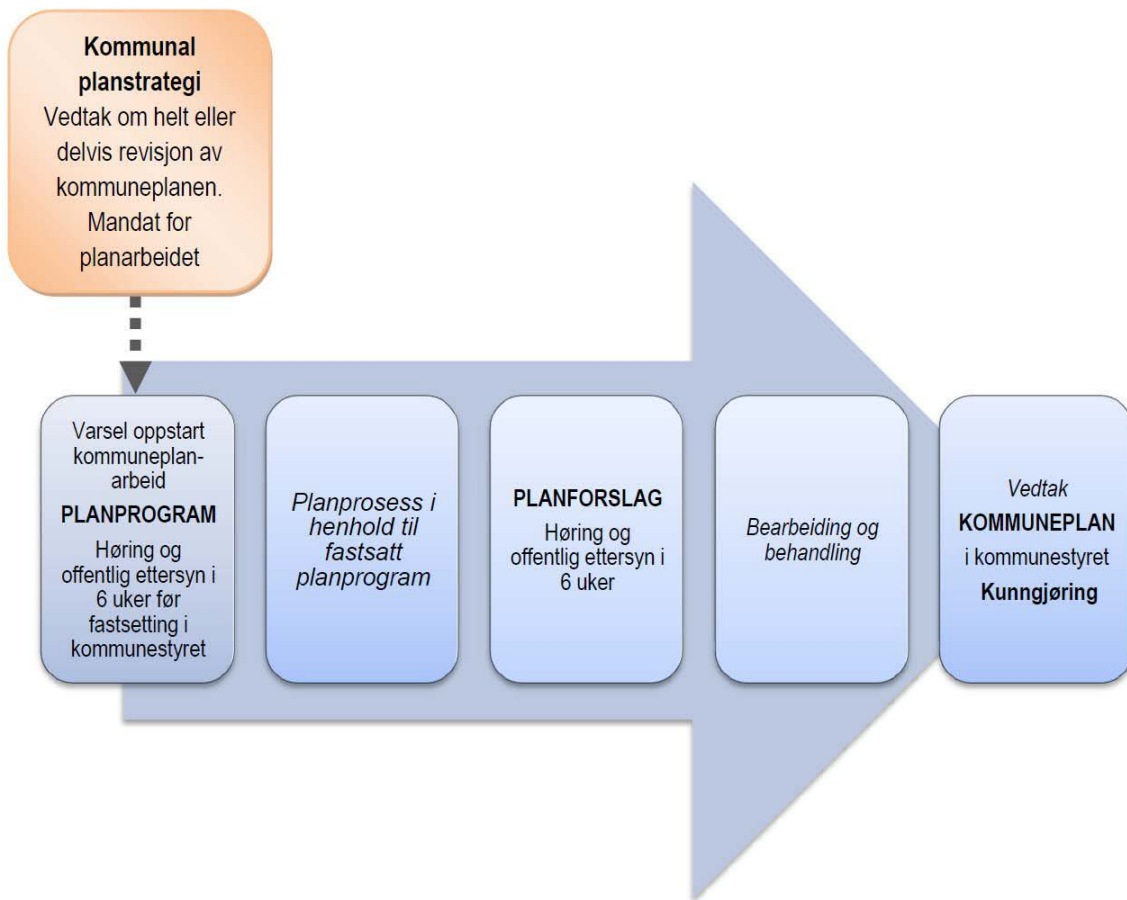 Kommunal
planstrategi
Vedtak om helt eller
delvis revisjon av
kommuneplanen.
Mandat for
planarbeidet
Varsel oppstart
kommuneplan-
arbeid
PLANPROGRAM
Høring og
offentlig ettersyn i
6 uker før
fastsetting i
kommunestyret
Planprosess i
henhold til
fastsatt
planprogram
PLANFORSLAG
Høring og
offentlig ettersyn i
6 uker
Bearbeiding og
behandling
Vedtak
KOMMUNEPLAN
i kommunestyret
Kunngjøring